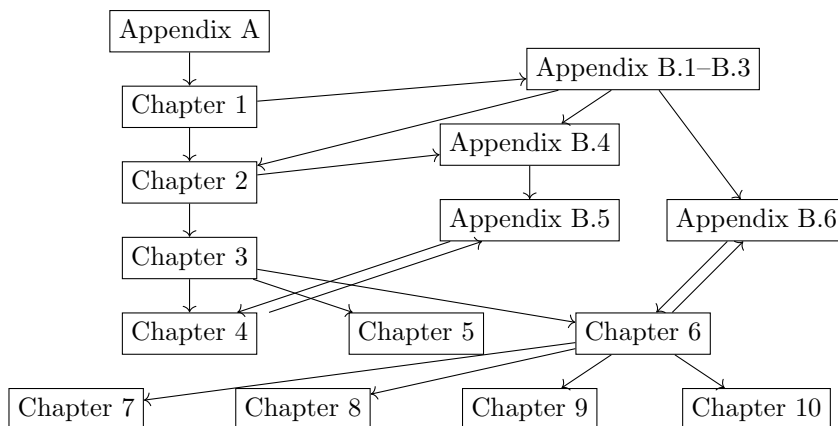 Appendix A
Appendix B.1–B.3
Chapter 1
Appendix B.4
Chapter 2
Appendix B.5
Appendix B.6
Chapter 3
Chapter 4
Chapter 5
Chapter 6
Chapter 7
Chapter 8
Chapter 9
Chapter 10